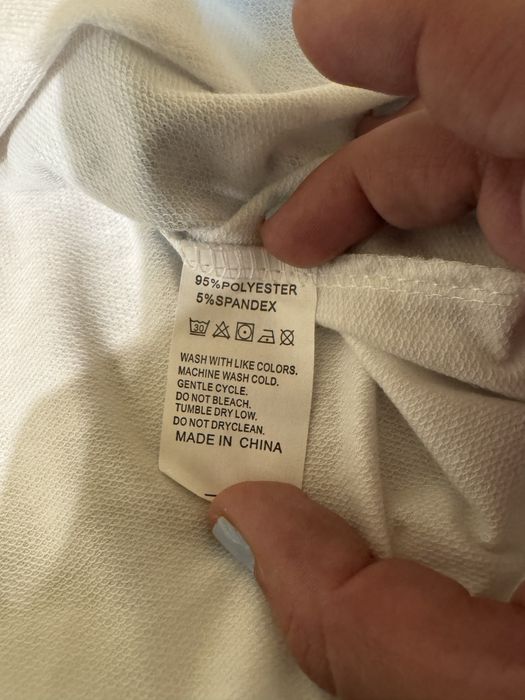 95%POLYESTER
5%SPANDEX
30
WASH WITH LIKE COLORS.
MACHINE WASH COLD.
GENTLE CYCLE.
DO NOT BLEACH.
TUMBLE DRY LOW.
DO NOT DRYCLEAN.
MADE IN CHINA